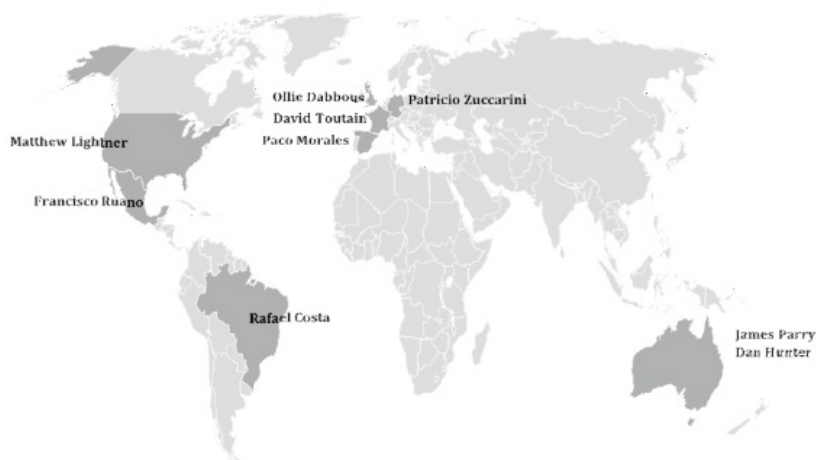 Ollie Dabbous
Patricio Zuccarini
David Toutain
Paco Morales
Matthew Lightner
Francisco Ruano
Rafael Costa
James Parry
Dan Hunter